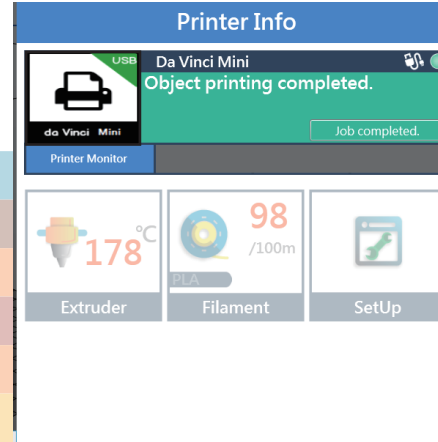 Printer Info
USB
Da Vinci Mini
Object printing completed.
da Vinci Mini
Job completed.
Printer Monitor
178 °C
98
/100m
PLA
Extruder
Filament
SetUp